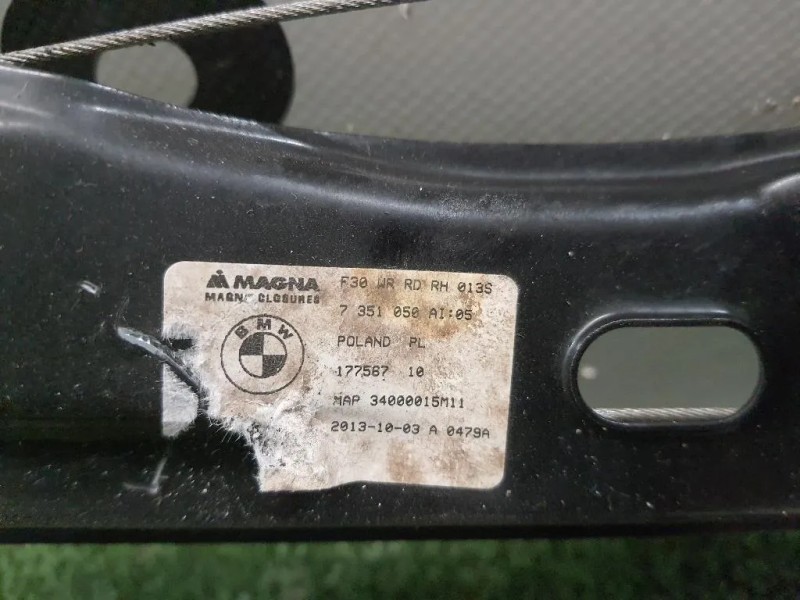 MAGNA
MAGNA CLOSURES
F30 WR RD RH 013S
7 351 050 AI:05
BMW
POLAND PL
177567 10
MAP 34000015M11
2013-10-03 A 0479A